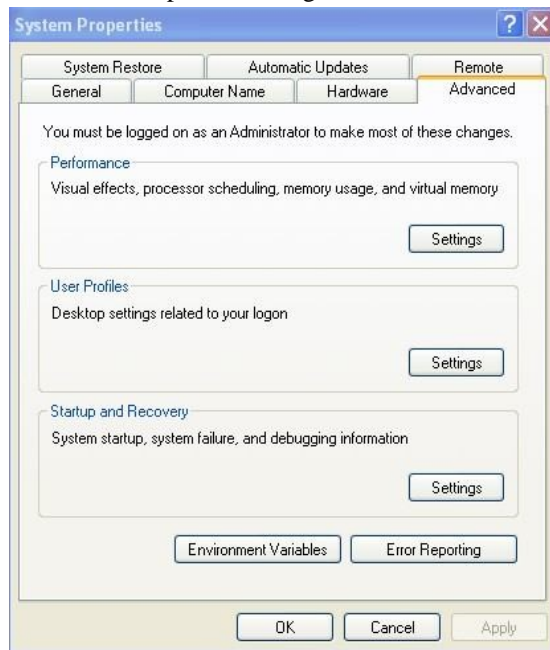 System Properties
System Restore Automatic Updates Remote
General Computer Name Hardware Advanced
You must be logged on as an Administrator to make most of these changes.
Performance
Visual effects, processor scheduling, memory usage, and virtual memory
Settings
User Profiles
Desktop settings related to your logon
Settings
Startup and Recovery
System startup, system failure, and debugging information
Settings
Environment Variables Error Reporting
OK Cancel Apply